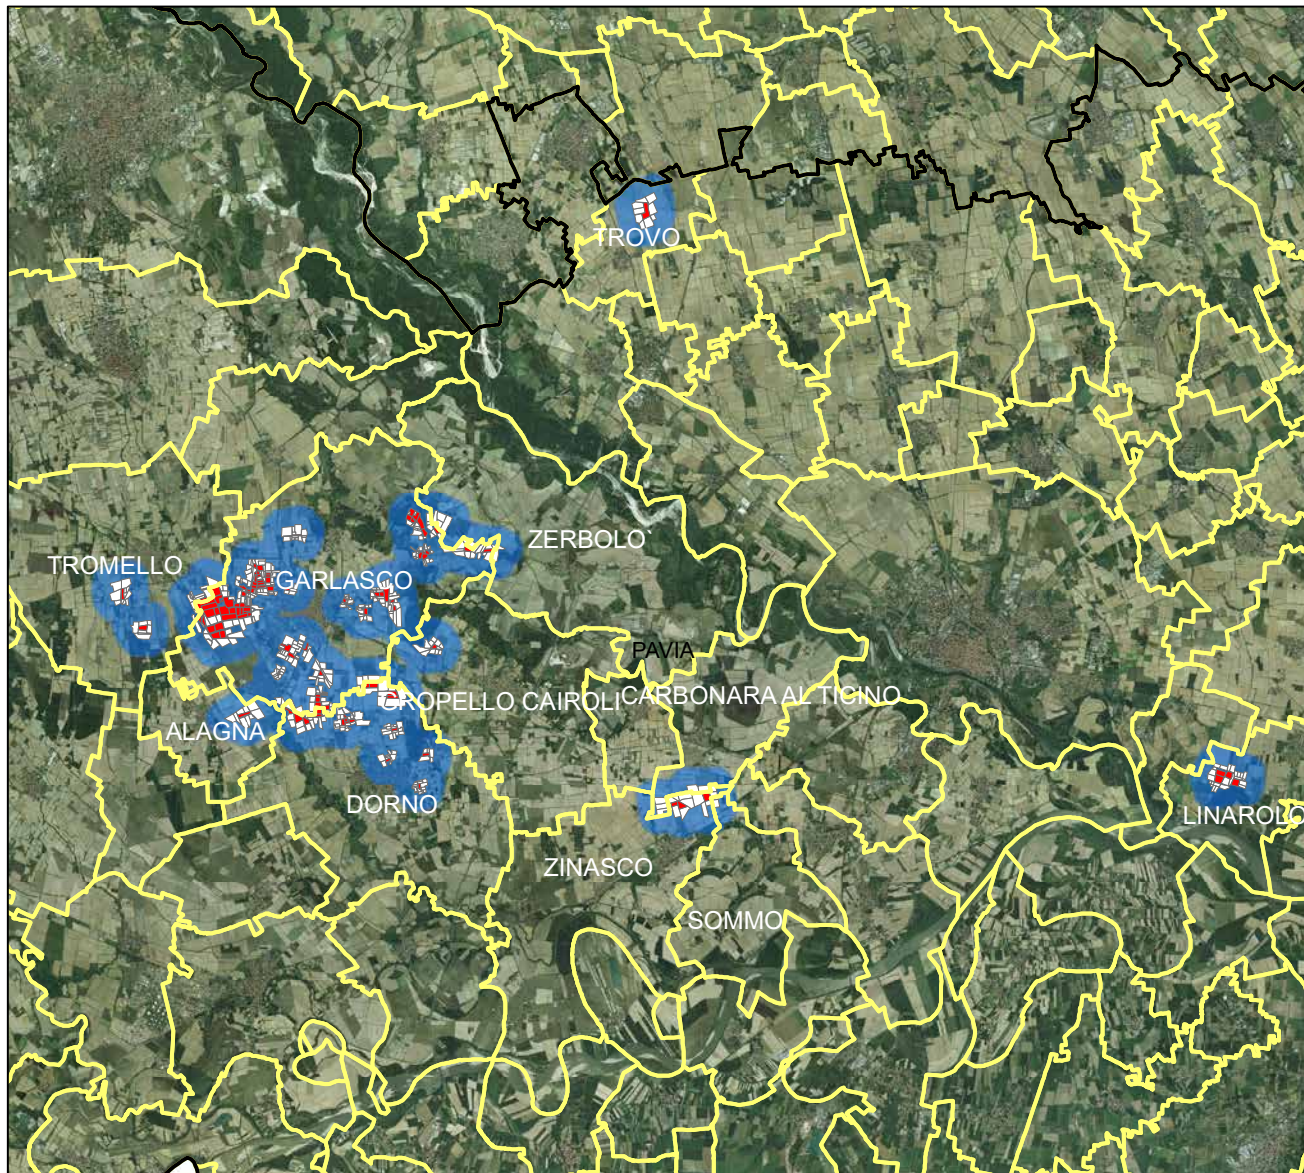 TROVO
ZERBOLO`
TROMELLO
GARLASCO
PAVIA
GROPELLO CAIROLI
CARBONARA AL TICINO
ALAGNA
DORNO
LINAROLO
ZINASCO
SOMMO